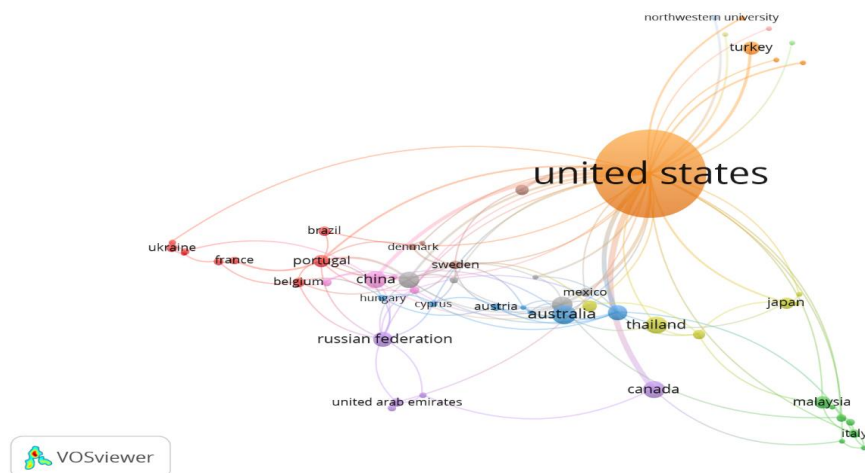 northwestern university
turkey
united states
brazil
ukraine
denmark
france
portugal
sweden
belgium
china
hungary
cyprus
austria
mexico
australia
japan
thailand
russian federation
canada
united arab emirates
malaysia
italy
VOSviewer